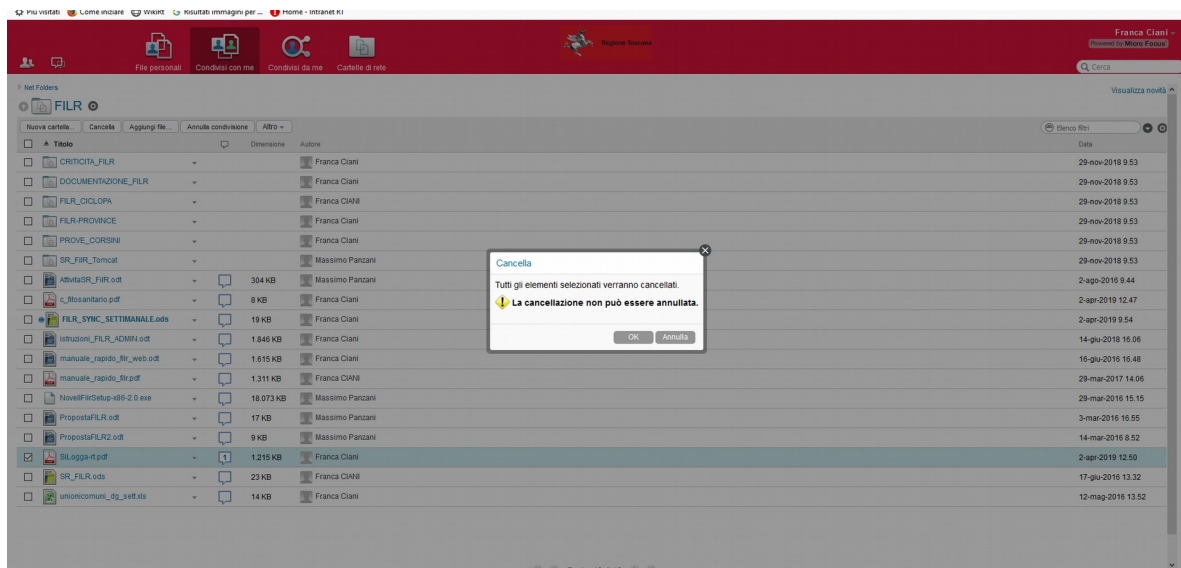 Più visitati Come iniziare WikiRt Risultati immagini per ... Home - Intranet RT
Franca Ciani
Powered by Micro Focus
Regione Toscana
File personali Condivisi con me Condivisi da me Cartelle di rete
Cerca
Net Folders
Visualizza novità
FILR
Nuova cartella... Cancella Aggiungi file... Annulla condivisione Altro
Elenco filtri
Titolo Dimensione Autore Data
CRITICITA_FILR Franca Ciani 29-nov-2018 9.53
DOCUMENTAZIONE_FILR Franca Ciani 29-nov-2018 9.53
FILR_CICLOPA Franca CIANI 29-nov-2018 9.53
FILR-PROVINCE Franca Ciani 29-nov-2018 9.53
PROVE_CORSINI Franca Ciani 29-nov-2018 9.53
SR_FilR_Tomcat Massimo Panzani 29-nov-2018 9.53
AttivitaSR_FilR.odt 304 KB Massimo Panzani 2-ago-2016 9.44
c_fitosanitario.pdf 8 KB Franca Ciani 2-apr-2019 12.47
FILR_SYNC_SETTIMANALE.ods 19 KB Franca Ciani 2-apr-2019 9.54
istruzioni_FILR_ADMIN.odt 1.846 KB Franca Ciani 14-giu-2018 16.06
manuale_rapido_filr_web.odt 1.615 KB Franca Ciani 16-giu-2016 16.48
manuale_rapido_filr.pdf 1.311 KB Franca CIANI 29-mar-2017 14.06
NovellFilrSetup-x86-2.0.exe 18.073 KB Massimo Panzani 29-mar-2016 15.15
PropostaFILR.odt 17 KB Massimo Panzani 3-mar-2016 16.55
PropostaFILR2.odt 9 KB Massimo Panzani 14-mar-2016 8.52
SiLogga-rt.pdf 1 1.215 KB Franca Ciani 2-apr-2019 12.50
SR_FILR.ods 23 KB Franca CIANI 17-giu-2016 13.32
unionicomuni_dg_sett.xls 14 KB Franca Ciani 12-mag-2016 13.52
Cancella
Tutti gli elementi selezionati verranno cancellati.
La cancellazione non può essere annullata.
OK Annulla